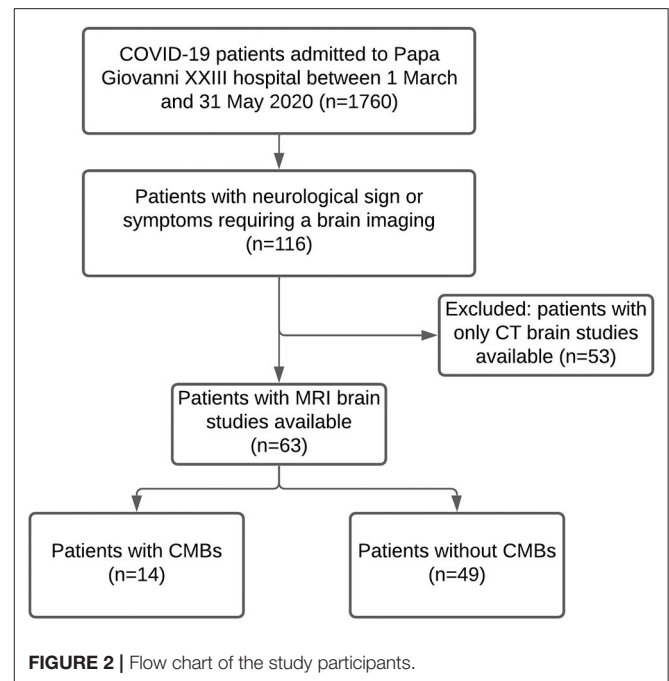 COVID-19 patients admitted to Papa
Giovanni XXIII hospital between 1 March
and 31 May 2020 (n=1760)
Patients with neurological sign or
symptoms requiring a brain imaging
(n=116)
Excluded: patients with
only CT brain studies
available (n=53)
Patients with MRI brain
studies available
(n=63)
Patients with CMBs
(n=14)
Patients without CMBs
(n=49)
FIGURE 2 | Flow chart of the study participants.